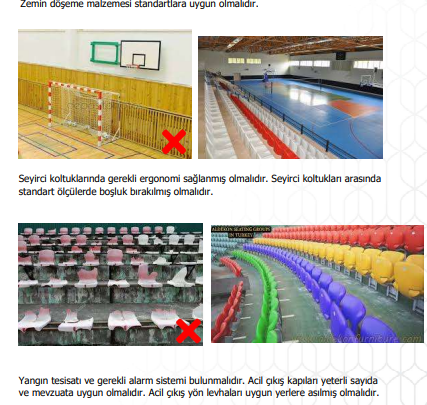 Zemin döşeme malzemesi standartlara uygun olmalıdır.
Seyirci koltuklarında gerekli ergonomi sağlanmış olmalıdır. Seyirci koltukları arasında
standart ölçülerde boşluk bırakılmış olmalıdır.
SEATING GROUPS
IN TURKEY
Yangın tesisatı ve gerekli alarm sistemi bulunmalıdır. Acil çıkış kapıları yeterli sayıda
ve mevzuata uygun olmalıdır. Acil çıkış yön levhaları uygun yerlere asılmış olmalıdır.